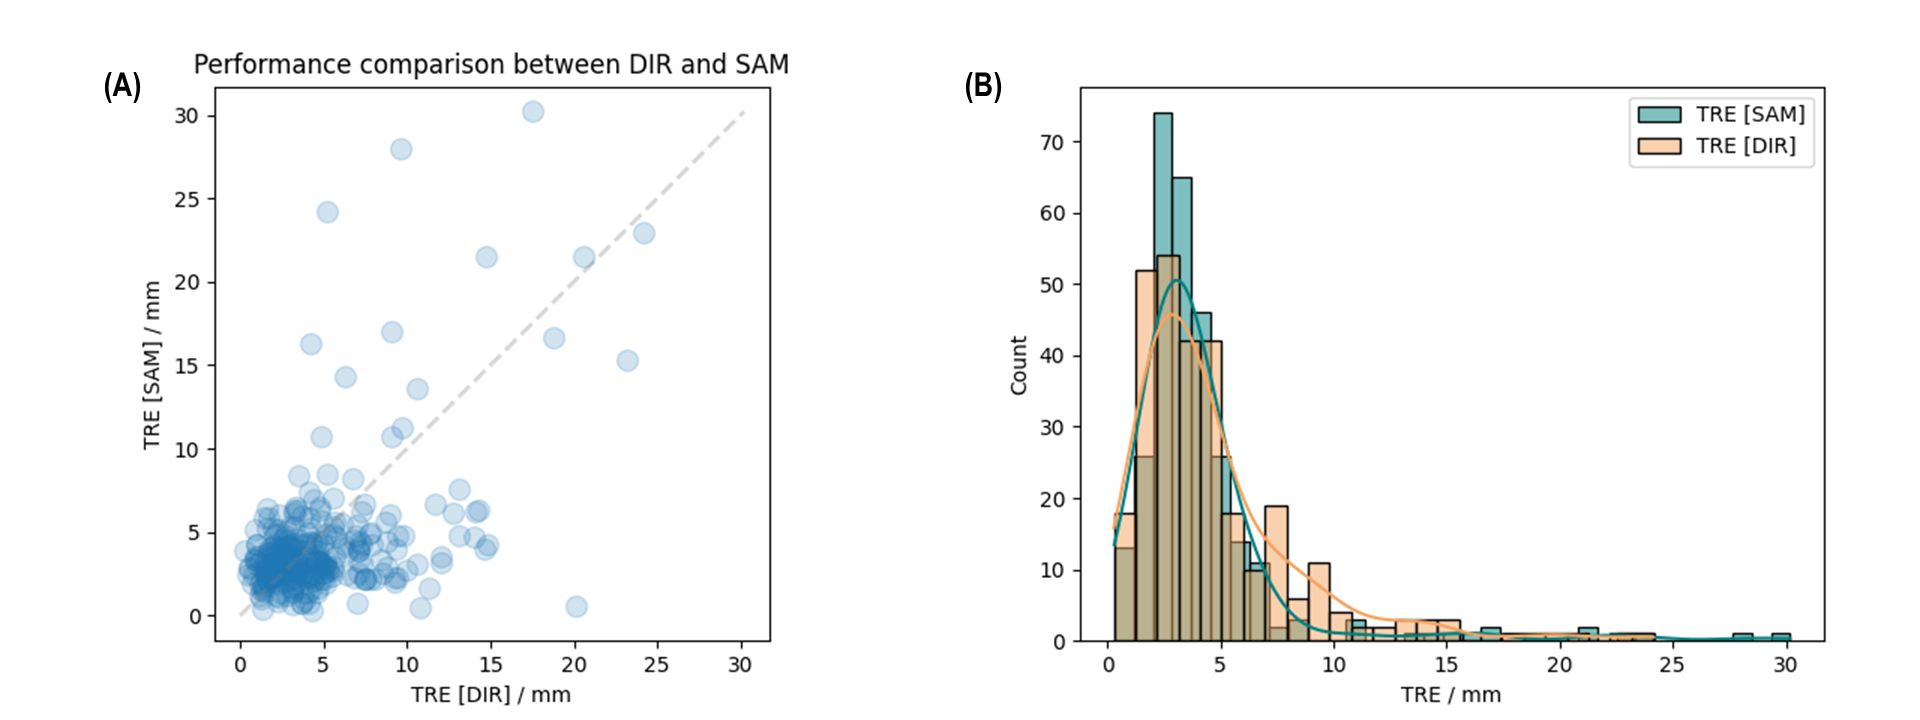 Performance comparison between DIR and SAM
(A)
30
25
20
15
10
5
0
TRE [SAM] / mm
0 5 10 15 20 25 30
TRE [DIR] / mm
(B)
TRE [SAM]
TRE [DIR]
70
60
50
40
30
20
10
0
Count
0 5 10 15 20 25 30
TRE / mm